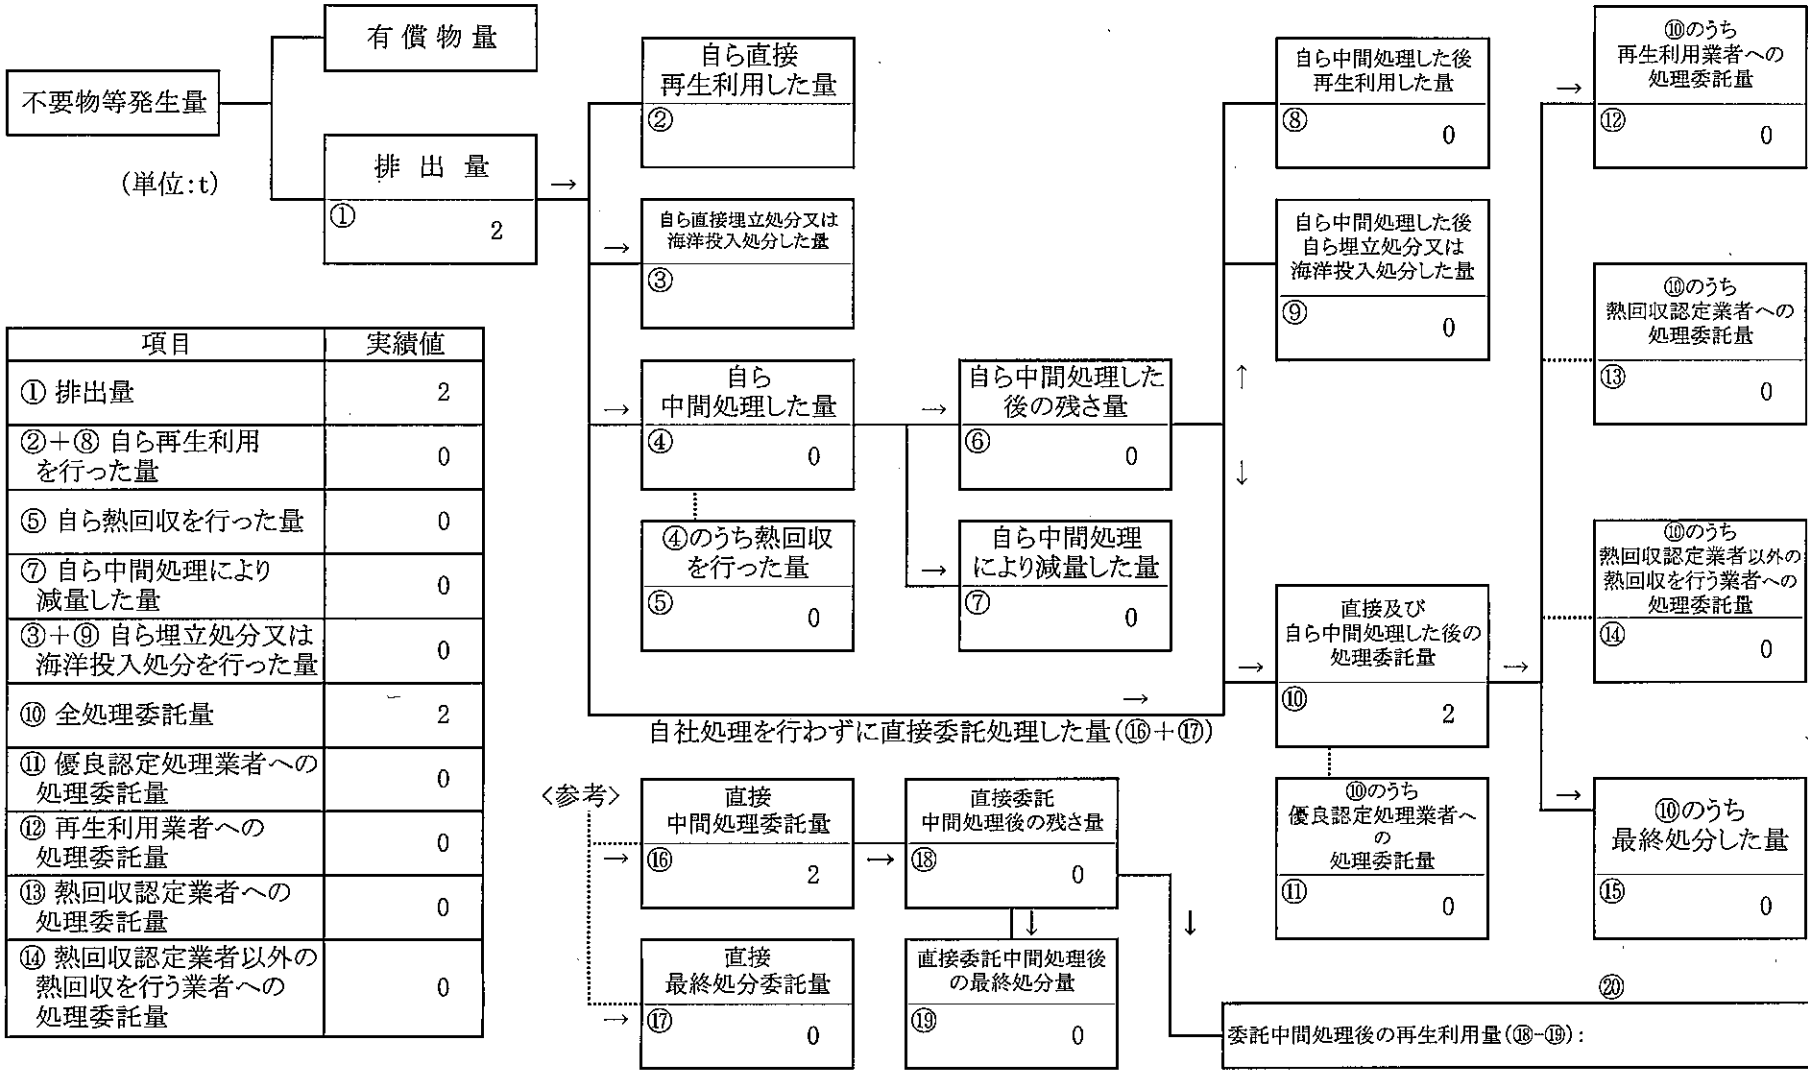 不要物等発生量
(単位:t)
有償物量
排出量
①
2
自ら直接
再生利用した量
②
自ら直接埋立処分又は
海洋投入処分した量
③
自ら
中間処理した量
④
0
④のうち熱回収
を行った量
⑤
0
自ら中間処理した
後の残さ量
⑥
0
自ら中間処理
により減量した量
⑦
0
自ら中間処理した後
再生利用した量
⑧
0
自ら中間処理した後
自ら埋立処分又は
海洋投入処分した量
⑨
0
直接及び
自ら中間処理した後の
処理委託量
⑩
2
⑩のうち
優良認定処理業者へ
の
処理委託量
⑪
0
⑩のうち
再生利用業者への
処理委託量
⑫
0
⑩のうち
熱回収認定業者への
処理委託量
⑬
0
⑩のうち
熱回収認定業者以外の
熱回収を行う業者への
処理委託量
⑭
0
⑩のうち
最終処分した量
⑮
0
自社処理を行わずに直接委託処理した量(⑯+⑰)
<参考>
直接
中間処理委託量
⑯
2
直接
最終処分委託量
⑰
0
直接委託
中間処理後の残さ量
⑱
0
直接委託中間処理後
の最終処分量
⑲
0
⑳
委託中間処理後の再生利用量(⑱-⑲):
項目 実績値
① 排出量 2
②+⑧ 自ら再生利用
を行った量 0
⑤ 自ら熱回収を行った量 0
⑦ 自ら中間処理により
減量した量 0
③+⑨ 自ら埋立処分又は
海洋投入処分を行った量 0
⑩ 全処理委託量 2
⑪ 優良認定処理業者への
処理委託量 0
⑫ 再生利用業者への
処理委託量 0
⑬ 熱回収認定業者への
処理委託量 0
⑭ 熱回収認定業者以外の
熱回収を行う業者への
処理委託量 0